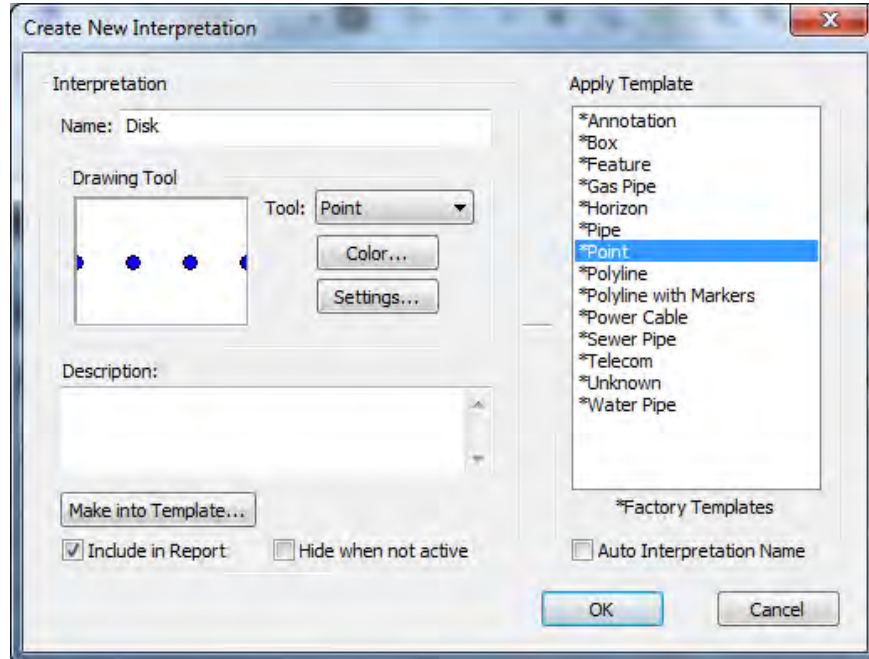 Create New Interpretation
Interpretation
Name: Disk
Drawing Tool
Tool: Point
Color...
Settings...
Description:
Make into Template...
Include in Report
Hide when not active
Apply Template
*Annotation
*Box
*Feature
*Gas Pipe
*Horizon
*Pipe
*Point
*Polyline
*Polyline with Markers
*Power Cable
*Sewer Pipe
*Telecom
*Unknown
*Water Pipe
*Factory Templates
Auto Interpretation Name
OK
Cancel